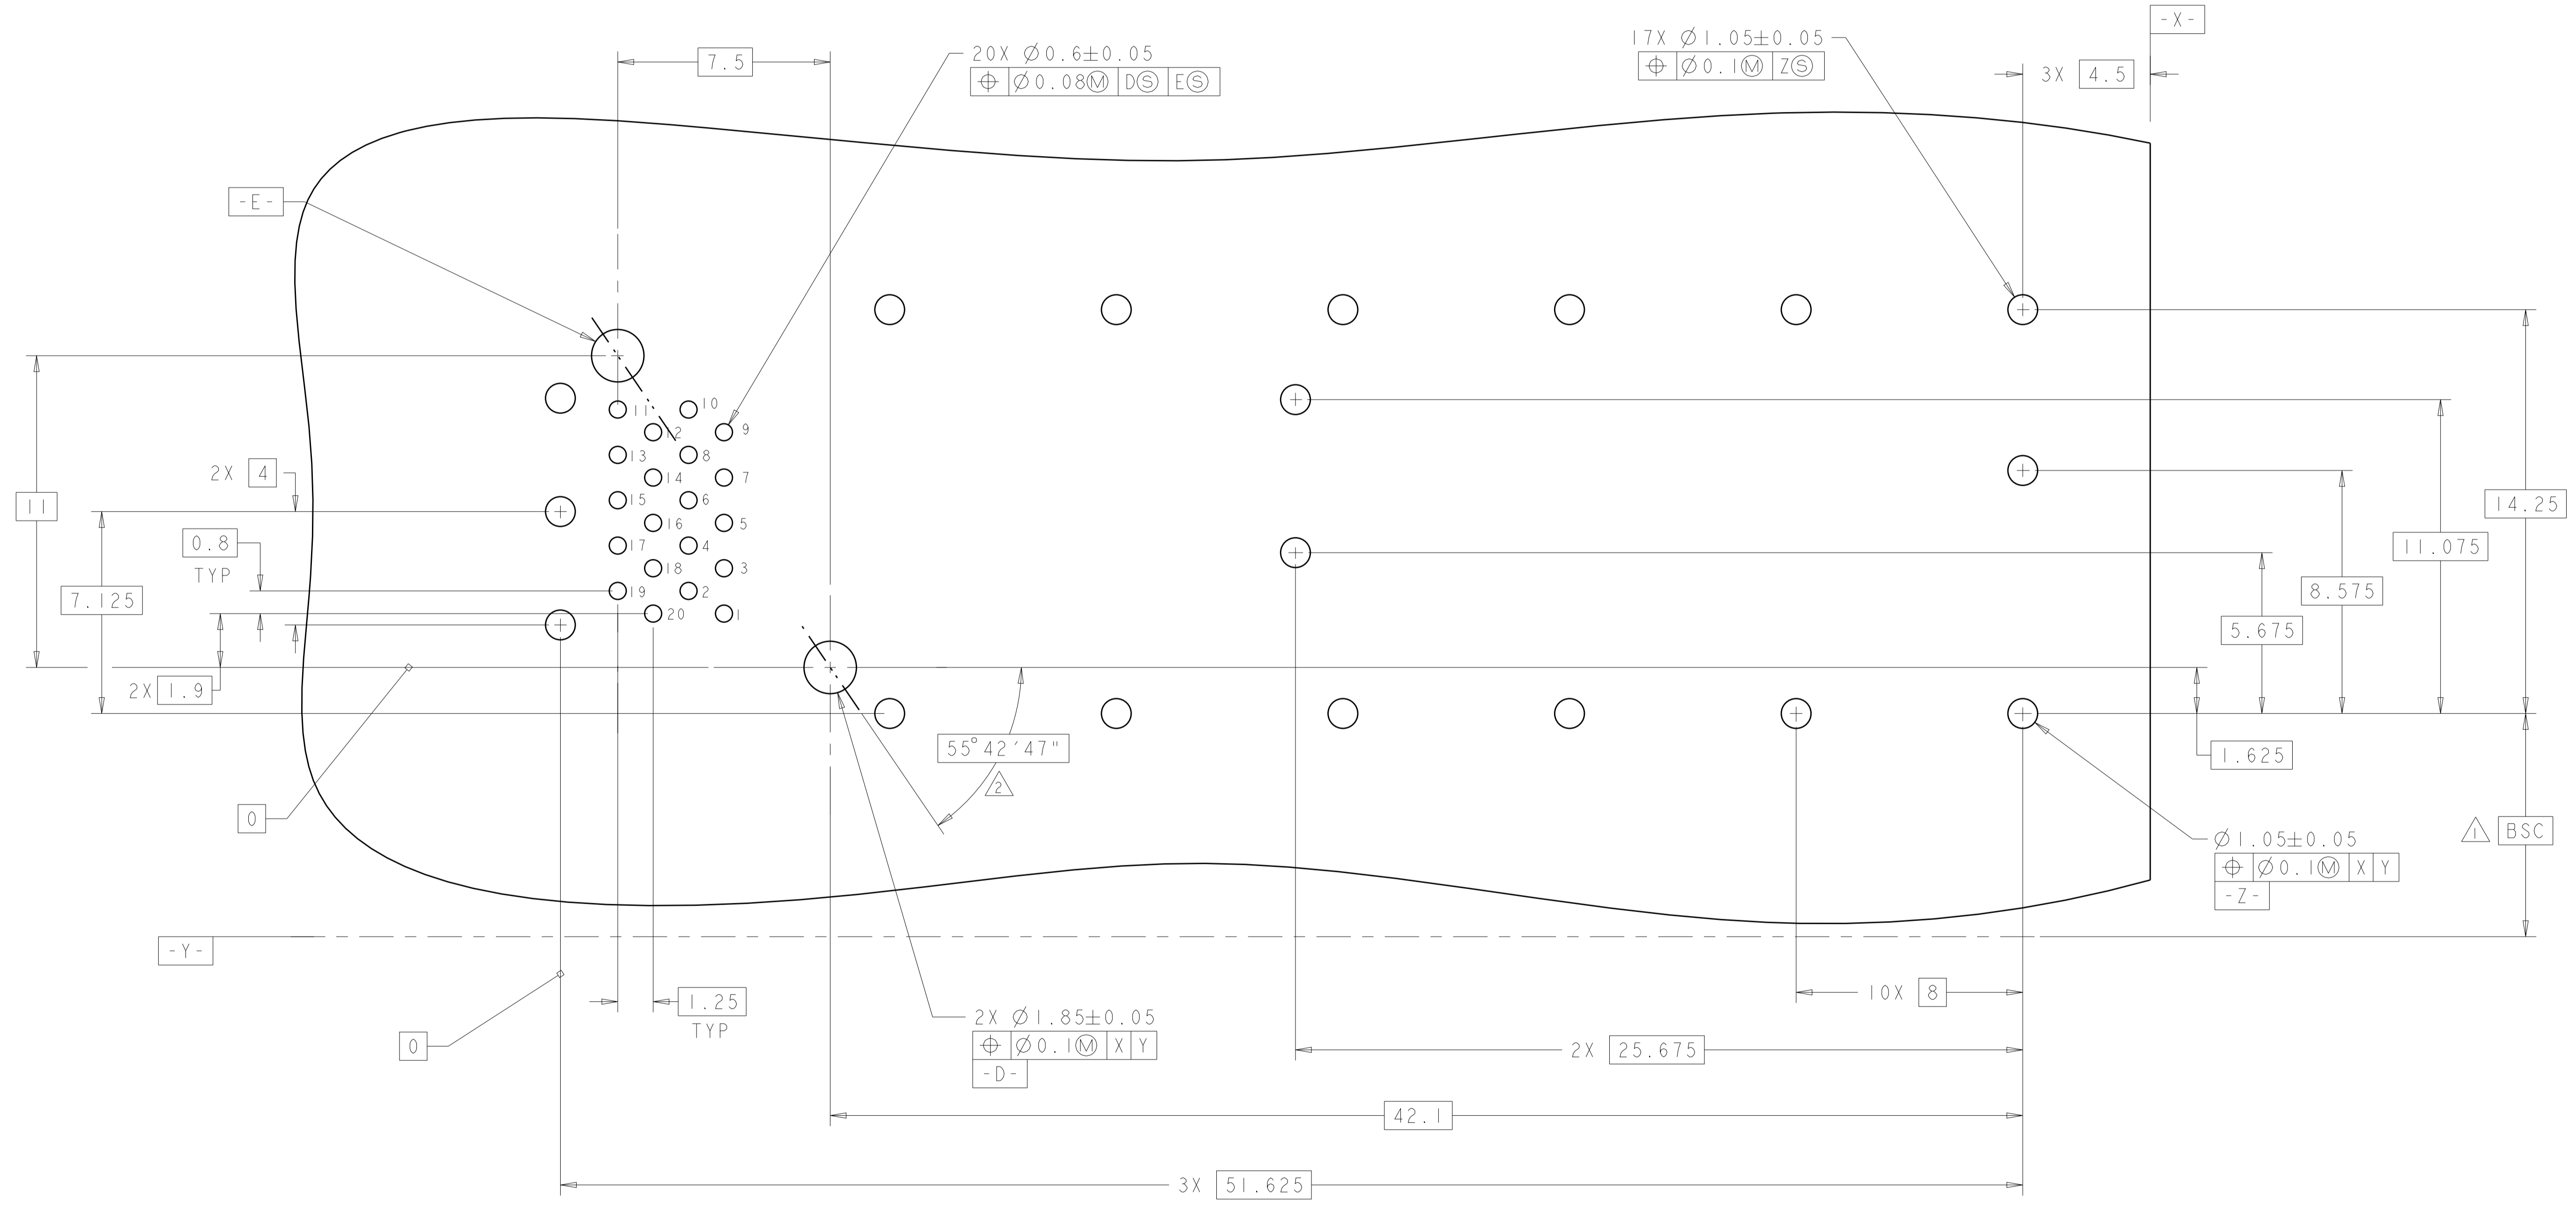 -X-
17X Ø1.05±0.05
⌖ Ø0.1Ⓜ ZⓈ
3X 4.5
7.5
20X Ø0.6±0.05
⌖ Ø0.08Ⓜ DⓈ EⓈ
-E-
11
10
12
9
13
8
14
7
15
6
16
5
17
4
18
3
19
2
20
1
2X 4
11
0.8
TYP
7.125
2X 1.9
14.25
11.075
8.575
5.675
1.625
55°42'47"
2
0
1 BSC
Ø1.05±0.05
⌖ Ø0.1Ⓜ X Y
-Z-
-Y-
1.25
TYP
0
2X Ø1.85±0.05
⌖ Ø0.1Ⓜ X Y
-D-
10X 8
2X 25.675
42.1
3X 51.625